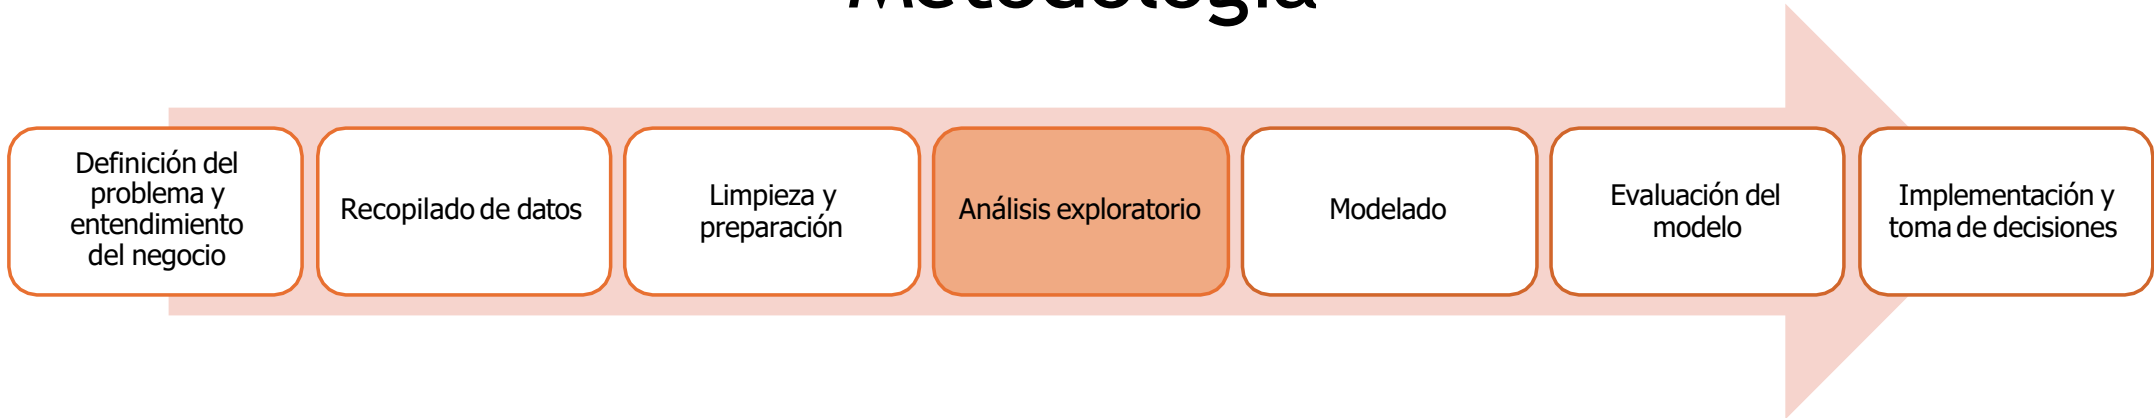 Metodología
Definición del
problema y
entendimiento
del negocio
Recopilado de datos
Limpieza y
preparación
Análisis exploratorio
Modelado
Evaluación del
modelo
Implementación y
toma de decisiones